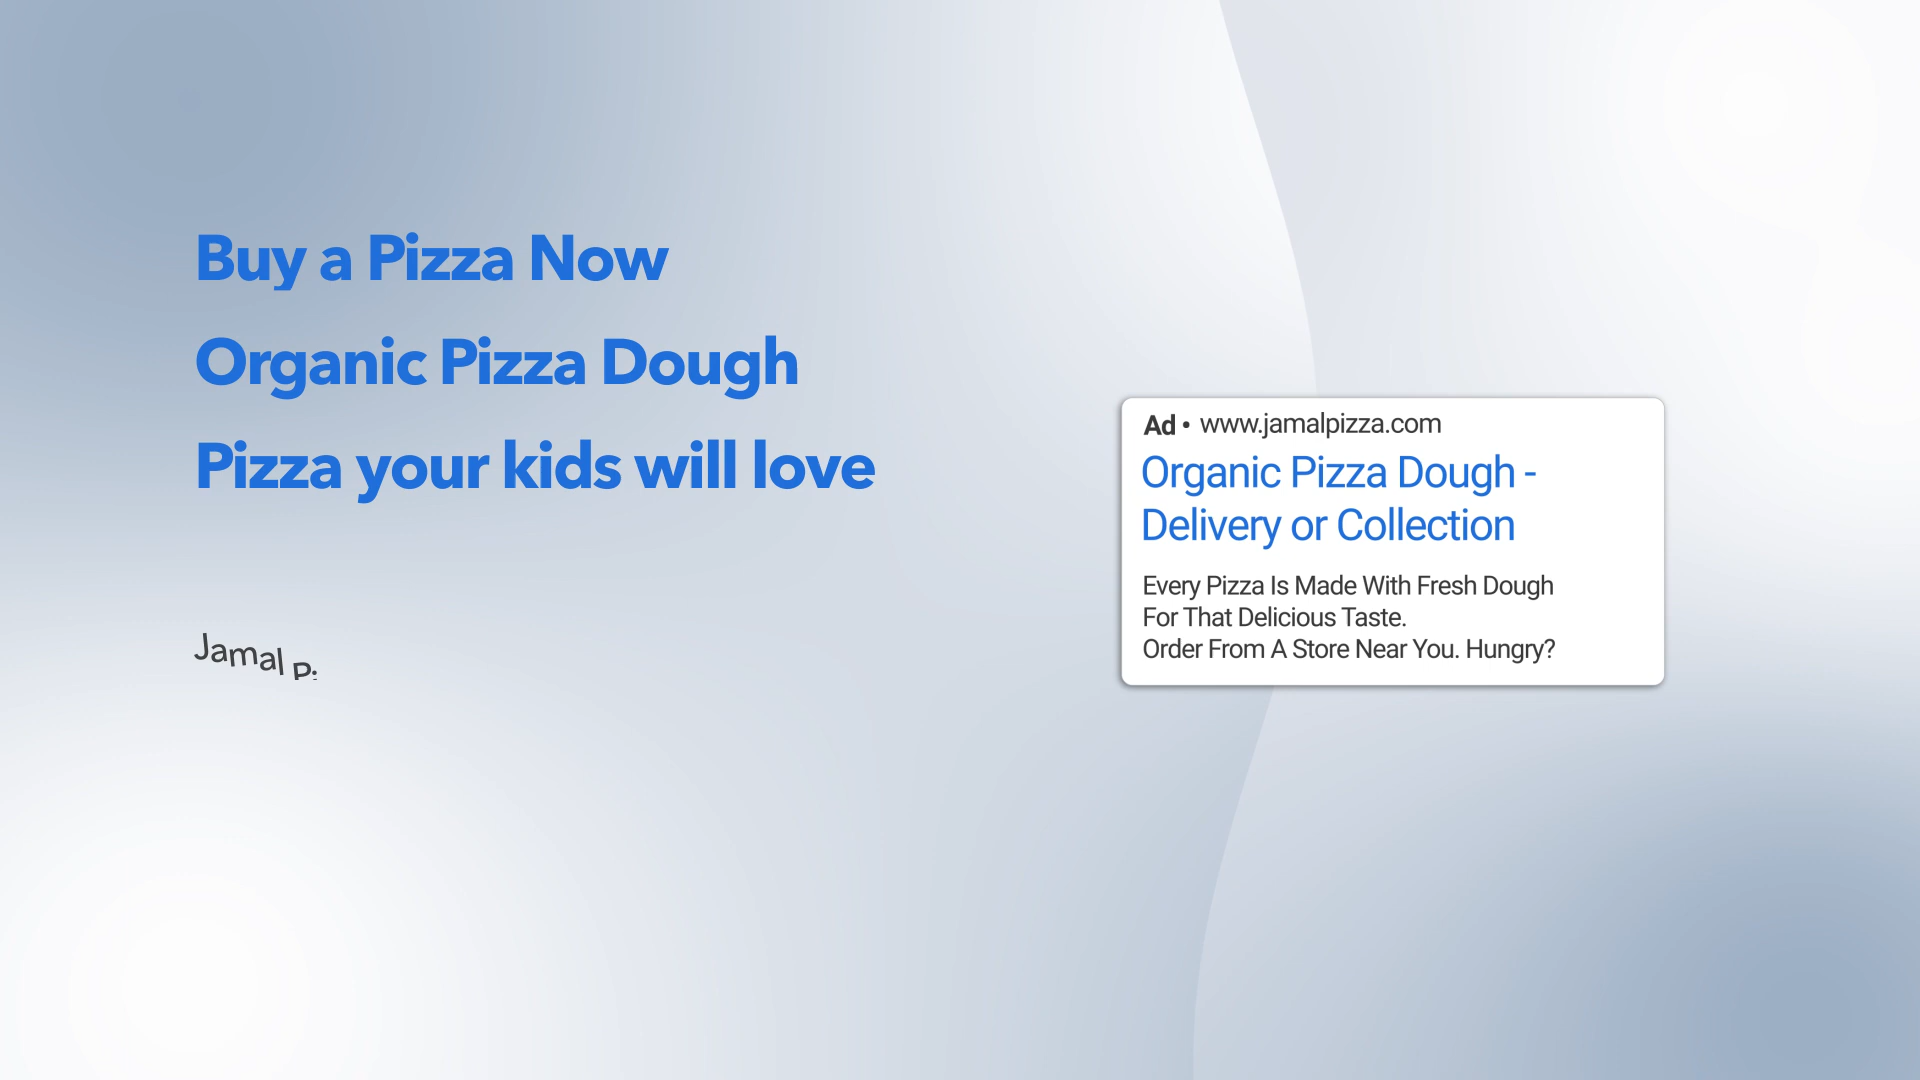 Buy a Pizza Now
Organic Pizza Dough
Pizza your kids will love
Jamal
Ad • www.jamalpizza.com
Organic Pizza Dough -
Delivery or Collection
Every Pizza Is Made With Fresh Dough
For That Delicious Taste.
Order From A Store Near You. Hungry?